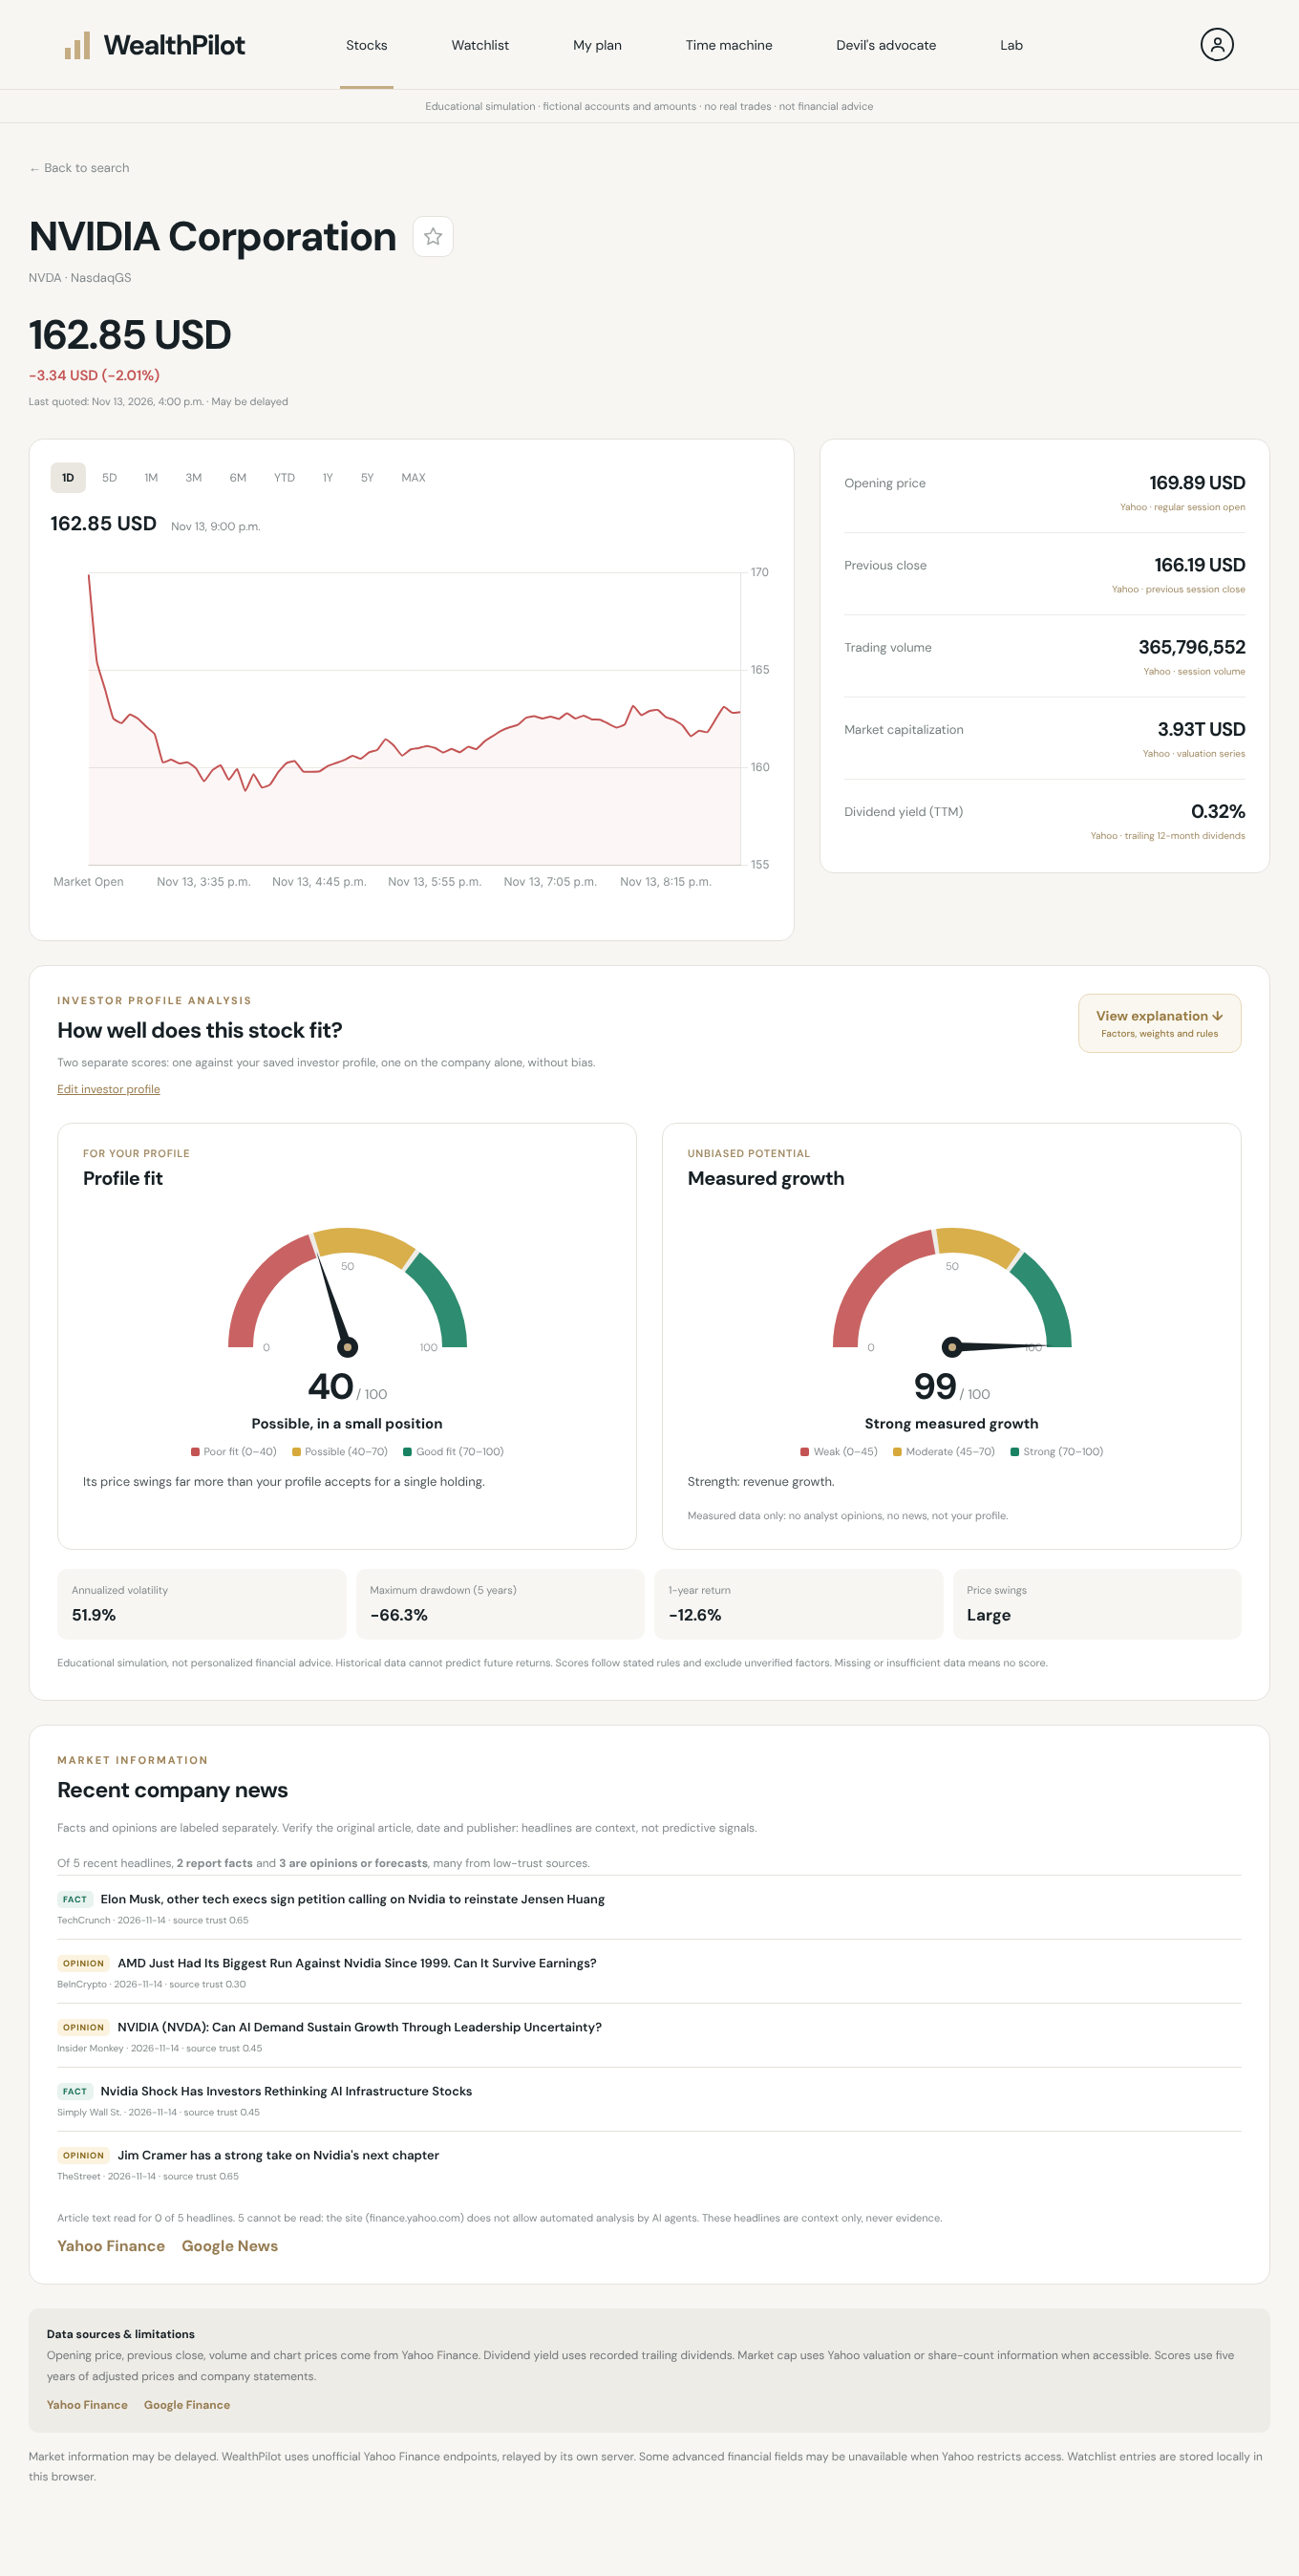 WealthPilot
Stocks
Watchlist
My plan
Time machine
Devil's advocate
Lab
Educational simulation · fictional accounts and amounts · no real trades · not financial advice
← Back to search
NVIDIA Corporation
NVDA · NasdaqGS
162.85 USD
-3.34 USD (-2.01%)
Last quoted: Nov 13, 2026, 4:00 p.m. · May be delayed
1D 5D 1M 3M 6M YTD 1Y 5Y MAX
162.85 USD Nov 13, 9:00 p.m.
170
165
160
155
Market Open Nov 13, 3:35 p.m. Nov 13, 4:45 p.m. Nov 13, 5:55 p.m. Nov 13, 7:05 p.m. Nov 13, 8:15 p.m.
Opening price 169.89 USD
Yahoo · regular session open
Previous close 166.19 USD
Yahoo · previous session close
Trading volume 365,796,552
Yahoo · session volume
Market capitalization 3.93T USD
Yahoo · valuation series
Dividend yield (TTM) 0.32%
Yahoo · trailing 12-month dividends
INVESTOR PROFILE ANALYSIS
How well does this stock fit?
Two separate scores: one against your saved investor profile, one on the company alone, without bias.
Edit investor profile
View explanation ↓
Factors, weights and rules
FOR YOUR PROFILE
Profile fit
50
0 100
40 / 100
Possible, in a small position
Poor fit (0–40) Possible (40–70) Good fit (70–100)
Its price swings far more than your profile accepts for a single holding.
UNBIASED POTENTIAL
Measured growth
50
0 100
99 / 100
Strong measured growth
Weak (0–45) Moderate (45–70) Strong (70–100)
Strength: revenue growth.
Measured data only: no analyst opinions, no news, not your profile.
Annualized volatility
51.9%
Maximum drawdown (5 years)
-66.3%
1-year return
-12.6%
Price swings
Large
Educational simulation, not personalized financial advice. Historical data cannot predict future returns. Scores follow stated rules and exclude unverified factors. Missing or insufficient data means no score.
MARKET INFORMATION
Recent company news
Facts and opinions are labeled separately. Verify the original article, date and publisher: headlines are context, not predictive signals.
Of 5 recent headlines, 2 report facts and 3 are opinions or forecasts, many from low-trust sources.
FACT Elon Musk, other tech execs sign petition calling on Nvidia to reinstate Jensen Huang
TechCrunch · 2026-11-14 · source trust 0.65
OPINION AMD Just Had Its Biggest Run Against Nvidia Since 1999. Can It Survive Earnings?
BeInCrypto · 2026-11-14 · source trust 0.30
OPINION NVIDIA (NVDA): Can AI Demand Sustain Growth Through Leadership Uncertainty?
Insider Monkey · 2026-11-14 · source trust 0.45
FACT Nvidia Shock Has Investors Rethinking AI Infrastructure Stocks
Simply Wall St. · 2026-11-14 · source trust 0.45
OPINION Jim Cramer has a strong take on Nvidia's next chapter
TheStreet · 2026-11-14 · source trust 0.65
Article text read for 0 of 5 headlines. 5 cannot be read: the site (finance.yahoo.com) does not allow automated analysis by AI agents. These headlines are context only, never evidence.
Yahoo Finance Google News
Data sources & limitations
Opening price, previous close, volume and chart prices come from Yahoo Finance. Dividend yield uses recorded trailing dividends. Market cap uses Yahoo valuation or share-count information when accessible. Scores use five
years of adjusted prices and company statements.
Yahoo Finance Google Finance
Market information may be delayed. WealthPilot uses unofficial Yahoo Finance endpoints, relayed by its own server. Some advanced financial fields may be unavailable when Yahoo restricts access. Watchlist entries are stored locally in
this browser.